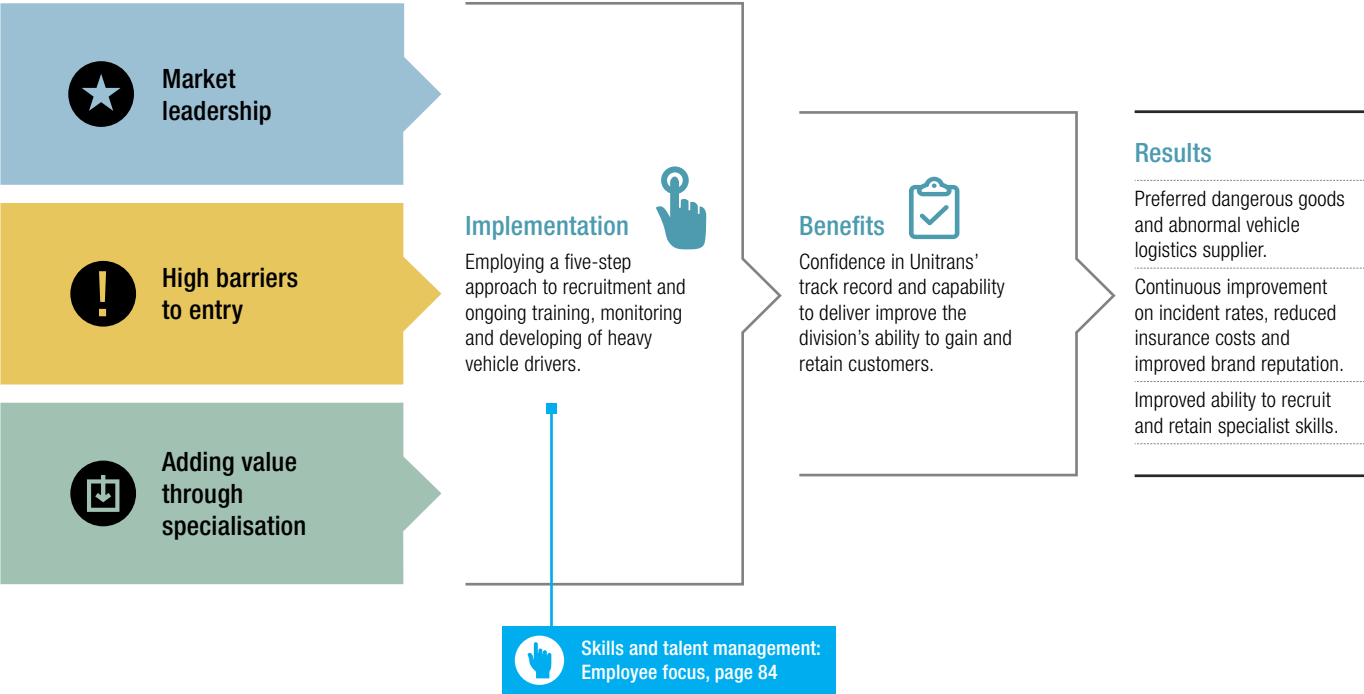 Market
leadership
High barriers
to entry
Adding value
through
specialisation
Implementation
Employing a five-step
approach to recruitment and
ongoing training, monitoring
and developing of heavy
vehicle drivers.
Skills and talent management:
Employee focus, page 84
Benefits
Confidence in Unitrans’
track record and capability
to deliver improve the
division’s ability to gain and
retain customers.
Results
Preferred dangerous goods
and abnormal vehicle
logistics supplier.
Continuous improvement
on incident rates, reduced
insurance costs and
improved brand reputation.
Improved ability to recruit
and retain specialist skills.